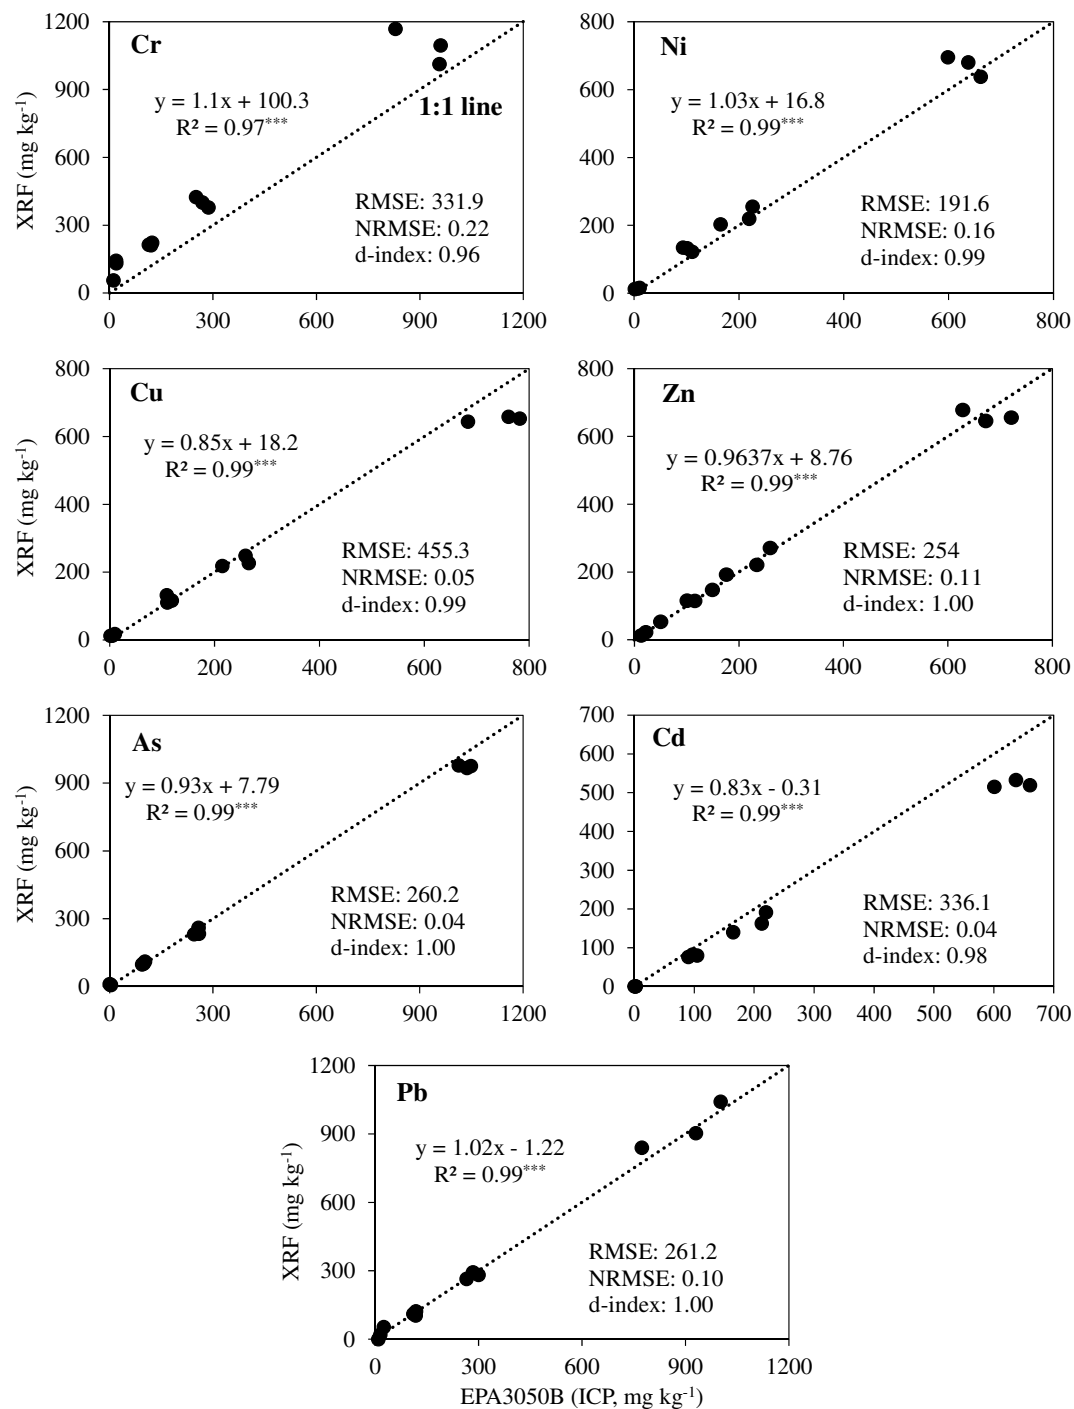 Cr
y = 1.1x + 100.3
R² = 0.97***
1:1 line
RMSE: 331.9
NRMSE: 0.22
d-index: 0.96
XRF (mg kg⁻¹)
1200
900
600
300
0
0 300 600 900 1200
Ni
y = 1.03x + 16.8
R² = 0.99***
RMSE: 191.6
NRMSE: 0.16
d-index: 0.99
800
600
400
200
0
0 200 400 600 800
Cu
y = 0.85x + 18.2
R² = 0.99***
RMSE: 455.3
NRMSE: 0.05
d-index: 0.99
XRF (mg kg⁻¹)
800
600
400
200
0
0 200 400 600 800
Zn
y = 0.9637x + 8.76
R² = 0.99***
RMSE: 254
NRMSE: 0.11
d-index: 1.00
800
600
400
200
0
0 200 400 600 800
As
y = 0.93x + 7.79
R² = 0.99***
RMSE: 260.2
NRMSE: 0.04
d-index: 1.00
XRF (mg kg⁻¹)
1200
900
600
300
0
0 300 600 900 1200
Cd
y = 0.83x - 0.31
R² = 0.99***
RMSE: 336.1
NRMSE: 0.04
d-index: 0.98
700
600
500
400
300
200
100
0
0 100 200 300 400 500 600 700
Pb
y = 1.02x - 1.22
R² = 0.99***
RMSE: 261.2
NRMSE: 0.10
d-index: 1.00
XRF (mg kg⁻¹)
1200
900
600
300
0
0 300 600 900 1200
EPA3050B (ICP, mg kg⁻¹)